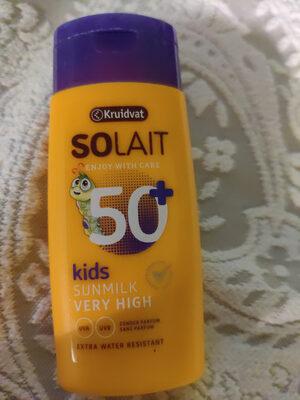 Kruidvat
SOLAIT
ENJOY WITH CARE
50+
kids
SUNMILK
VERY HIGH
UVA UVB ZONDER PARFUM
SANS PARFUM
EXTRA WATER RESISTANT